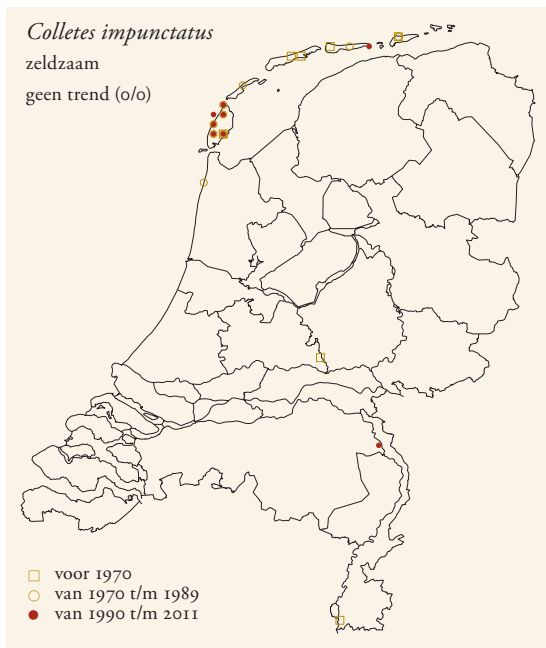 Colletes impunctatus
zeldzaam
geen trend (0/0)
voor 1970
van 1970 t/m 1989
van 1990 t/m 2011